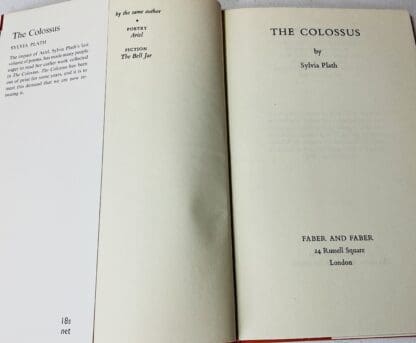 The Colossus
SYLVIA PLATH
The impact of Ariel, Sylvia Plath's last
volume of poems, has made many people
eager to read her earlier work collected
in The Colossus. The Colossus has been
out of print for some years, and it is to
meet this demand that we are now re-
issuing it.
18s
net
by the same author
POETRY
Ariel
FICTION
The Bell Jar
THE COLOSSUS
by
Sylvia Plath
FABER AND FABER
24 Russell Square
London